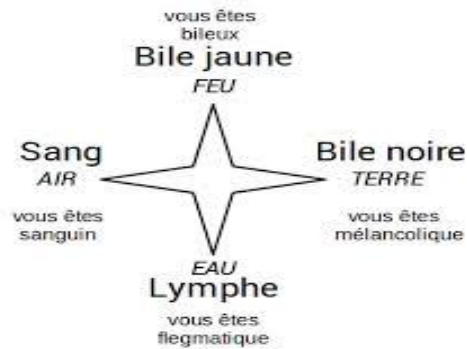 vous êtes
bileux
Bile jaune
FEU
Sang
AIR
vous êtes
sanguin
Bile noire
TERRE
vous êtes
mélancolique
EAU
Lymphe
vous êtes
flegmatique